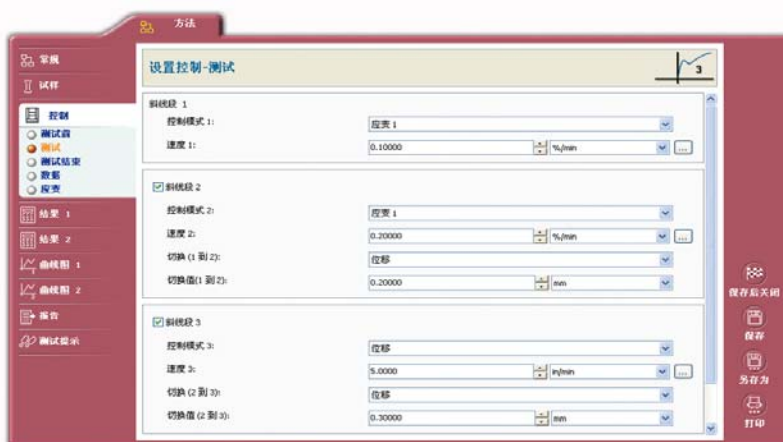 方法
常规
试样
控制
测试前
测试
测试结束
数据
应变
结果 1
结果 2
曲线图 1
曲线图 2
报告
测试提示
设置控制-测试
3
斜线段 1
控制模式 1: 应变 1
速度 1: 0.10000 %/min ...
斜线段 2
控制模式 2: 应变 1
速度 2: 0.20000 %/min ...
切换 (1 到 2): 位移
切换值(1 到 2): 0.20000 mm
斜线段 3
控制模式 3: 位移
速度 3: 5.0000 in/min ...
切换 (2 到 3): 位移
切换值 (2 到 3): 0.30000 mm
保存后关闭
保存
另存为
打印